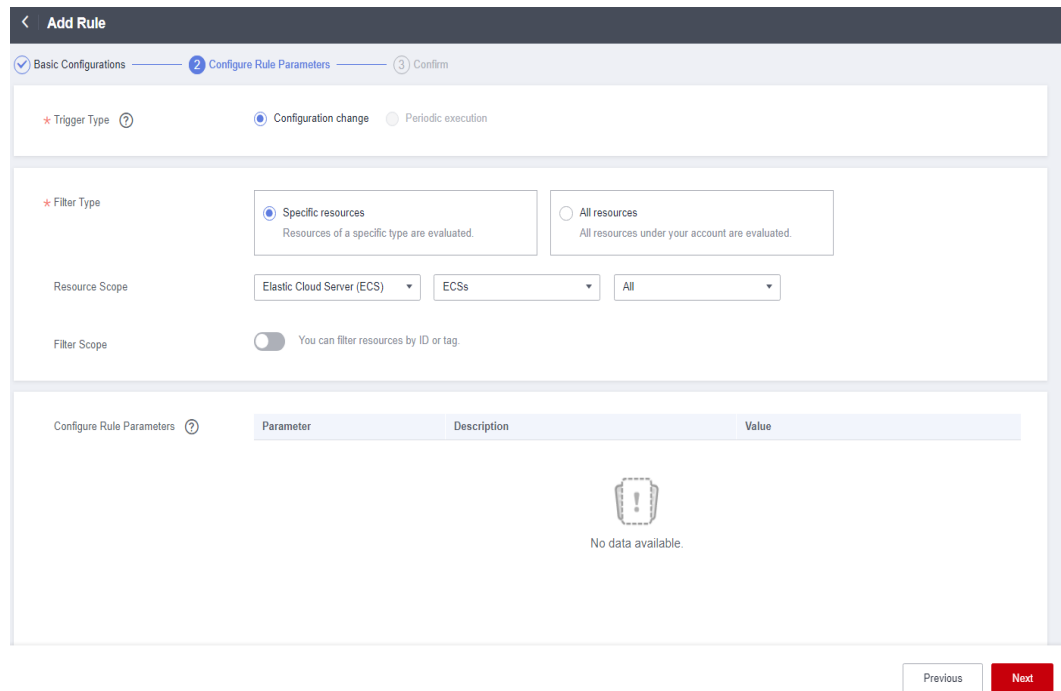 Add Rule
Basic Configurations 2 Configure Rule Parameters 3 Confirm
* Trigger Type ? Configuration change Periodic execution
* Filter Type Specific resources All resources
Resources of a specific type are evaluated. All resources under your account are evaluated.
Resource Scope Elastic Cloud Server (ECS) ECSs All
Filter Scope You can filter resources by ID or tag.
Configure Rule Parameters ? Parameter Description Value
No data available.
Previous Next